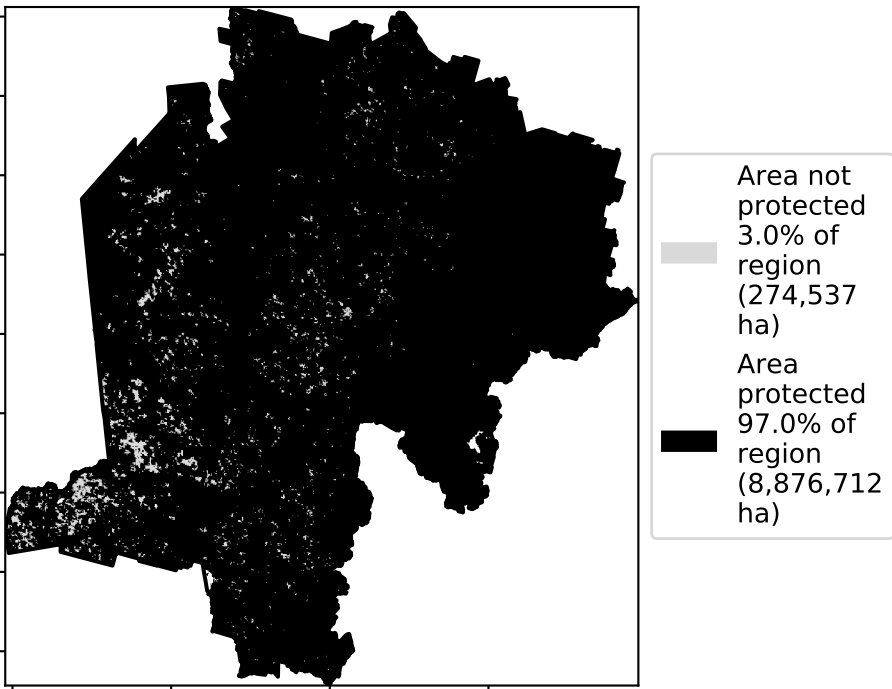 Area not
protected
3.0% of
region
(274,537
ha)
Area
protected
97.0% of
region
(8,876,712
ha)